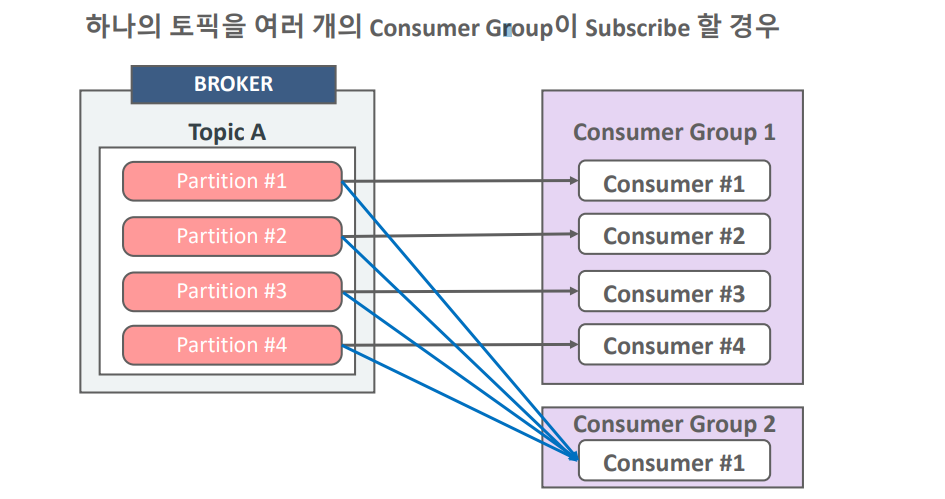 하나의 토픽을 여러 개의 Consumer Group이 Subscribe 할 경우
BROKER
Topic A
Partition #1
Partition #2
Partition #3
Partition #4
Consumer Group 1
Consumer #1
Consumer #2
Consumer #3
Consumer #4
Consumer Group 2
Consumer #1